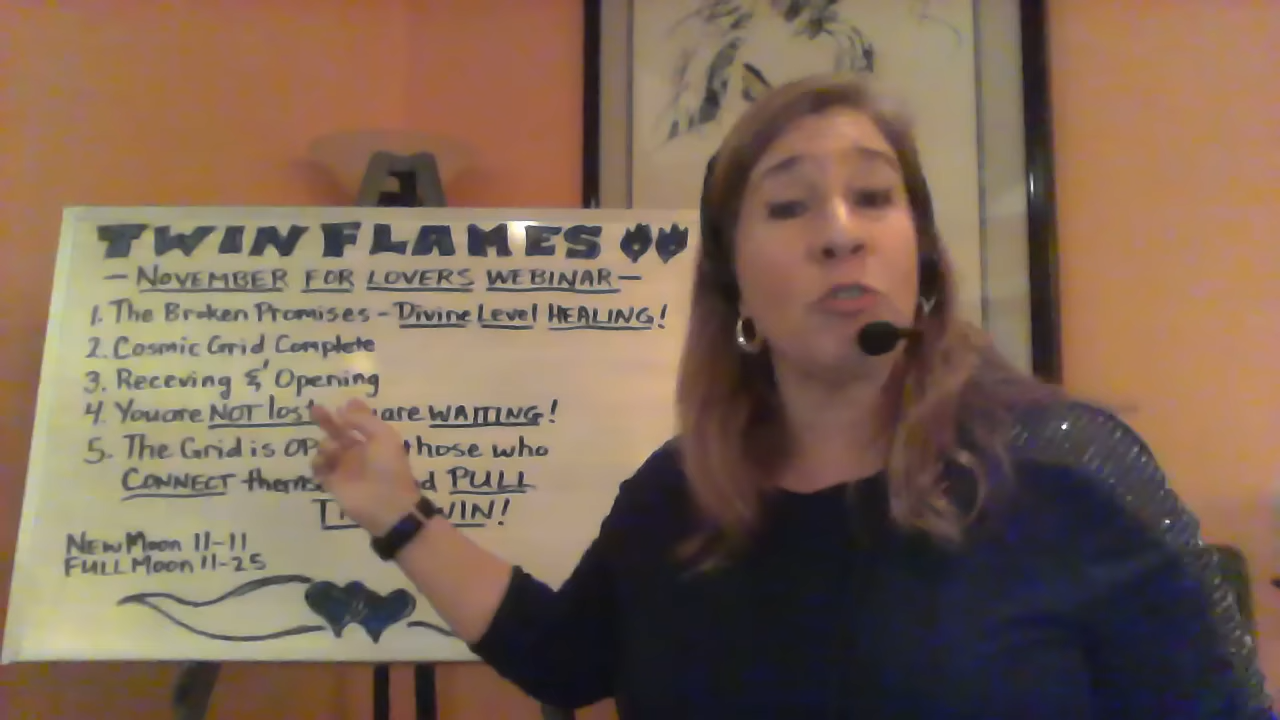 TWIN FLAMES
— NOVEMBER FOR LOVERS WEBINAR —
1. The Broken Promises - Divine Level HEALING!
2. Cosmic Grid Complete
3. Receving & Opening
4. You are NOT lost are WAITING!
5. The Grid is those who
CONNECT PULL
WIN!
NEW Moon 11-11
FULL Moon 11-25